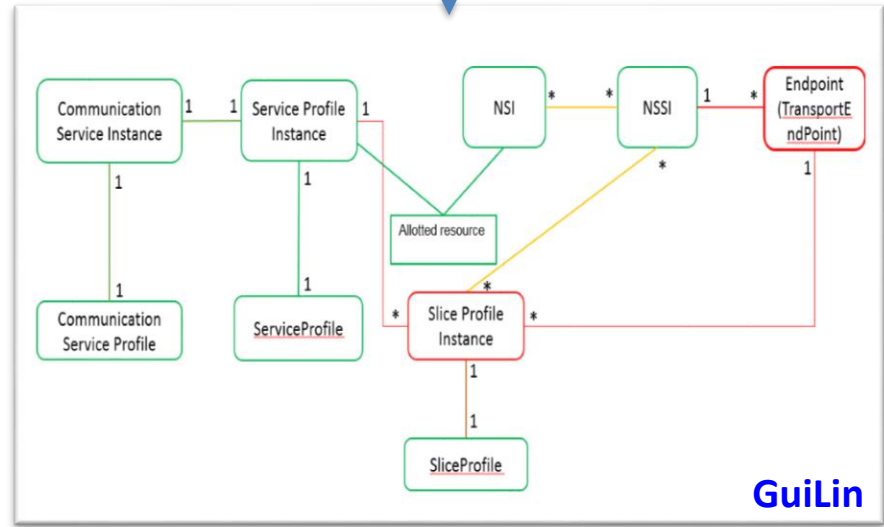 Communication
Service Instance
1
1
Service Profile
Instance
1
NSI
*
*
NSSI
1
*
Endpoint
(TransportE
ndPoint)
1
1
*
1
Allotted resource
1
1
*
Communication
Service Profile
ServiceProfile
*
Slice Profile
Instance
*
1
1
SliceProfile
GuiLin